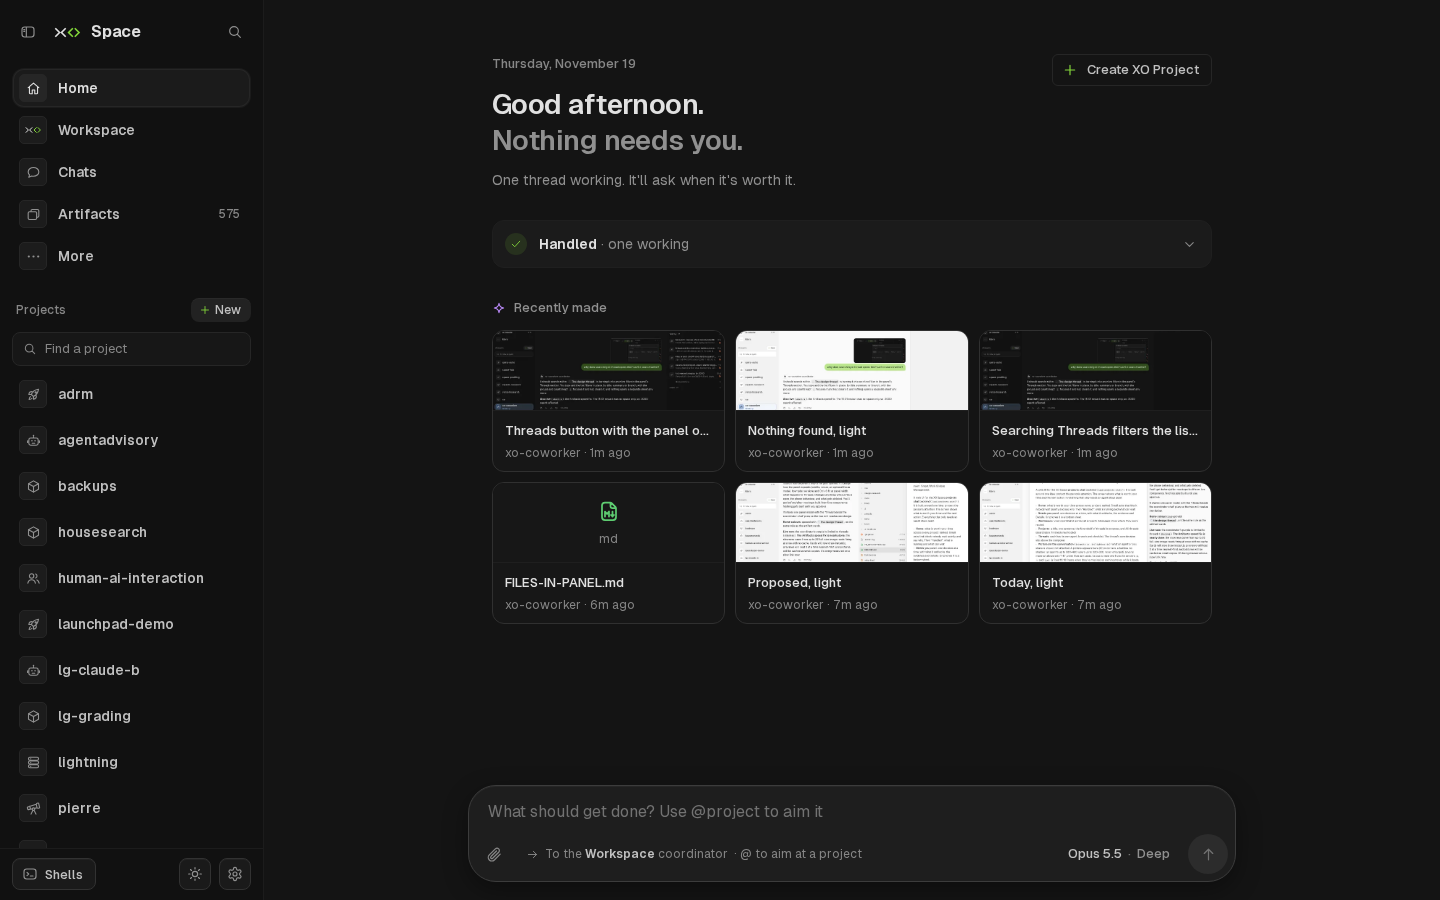 Space
Home
Workspace
Chats
Artifacts 575
More
Projects
New
Find a project
adrm
agentadvisory
backups
housesearch
human-ai-interaction
launchpad-demo
lg-claude-b
lg-grading
lightning
pierre
Shells
Thursday, November 19
Create XO Project
Good afternoon.
Nothing needs you.
One thread working. It'll ask when it's worth it.
Handled · one working
Recently made
Threads button with the panel o...
xo-coworker · 1m ago
Nothing found, light
xo-coworker · 1m ago
Searching Threads filters the lis...
xo-coworker · 1m ago
md
FILES-IN-PANEL.md
xo-coworker · 6m ago
Proposed, light
xo-coworker · 7m ago
Today, light
xo-coworker · 7m ago
What should get done? Use @project to aim it
→ To the Workspace coordinator · @ to aim at a project
Opus 5.5 · Deep